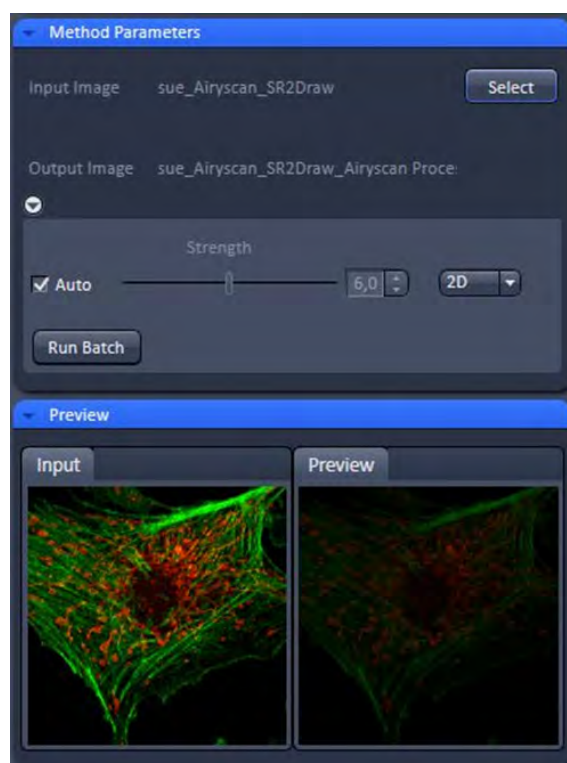 Method Parameters
Input Image sue_Airyscan_SR2Draw Select
Output Image sue_Airyscan_SR2Draw_Airyscan Proce
Strength
Auto 6,0 2D
Run Batch
Preview
Input Preview